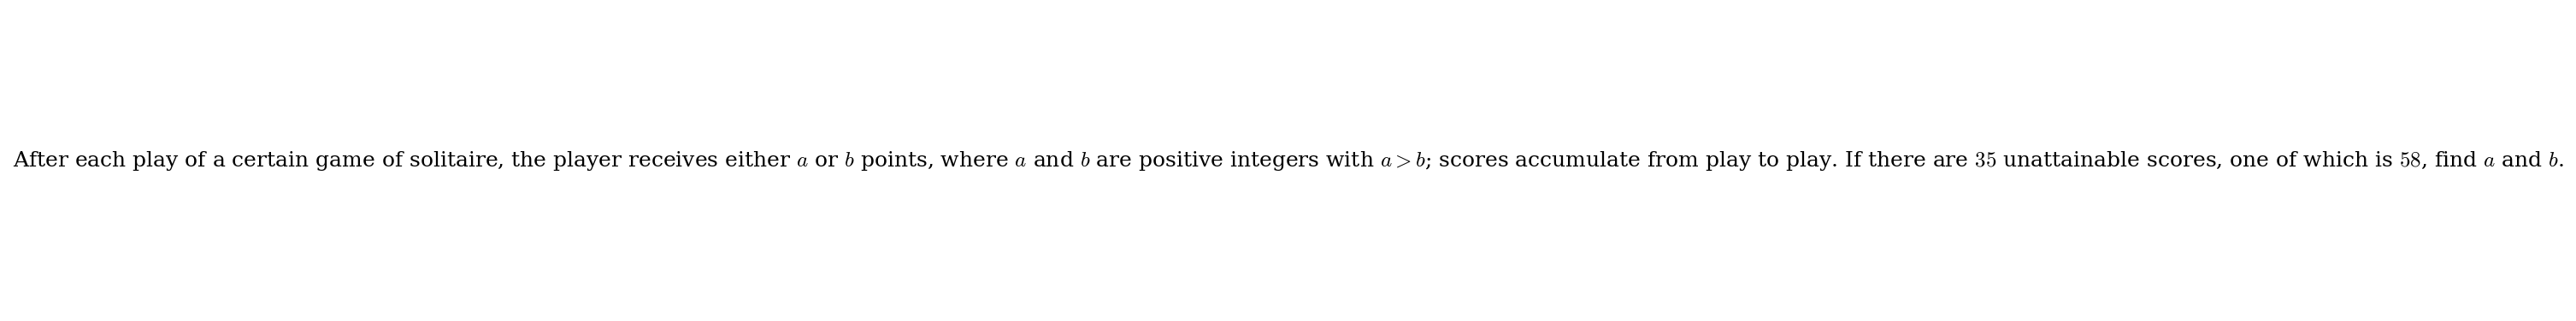 After each play of a certain game of solitaire, the player receives either a or b points, where a and b are positive integers with a > b; scores accumulate from play to play. If there are 35 unattainable scores, one of which is 58, find a and b.